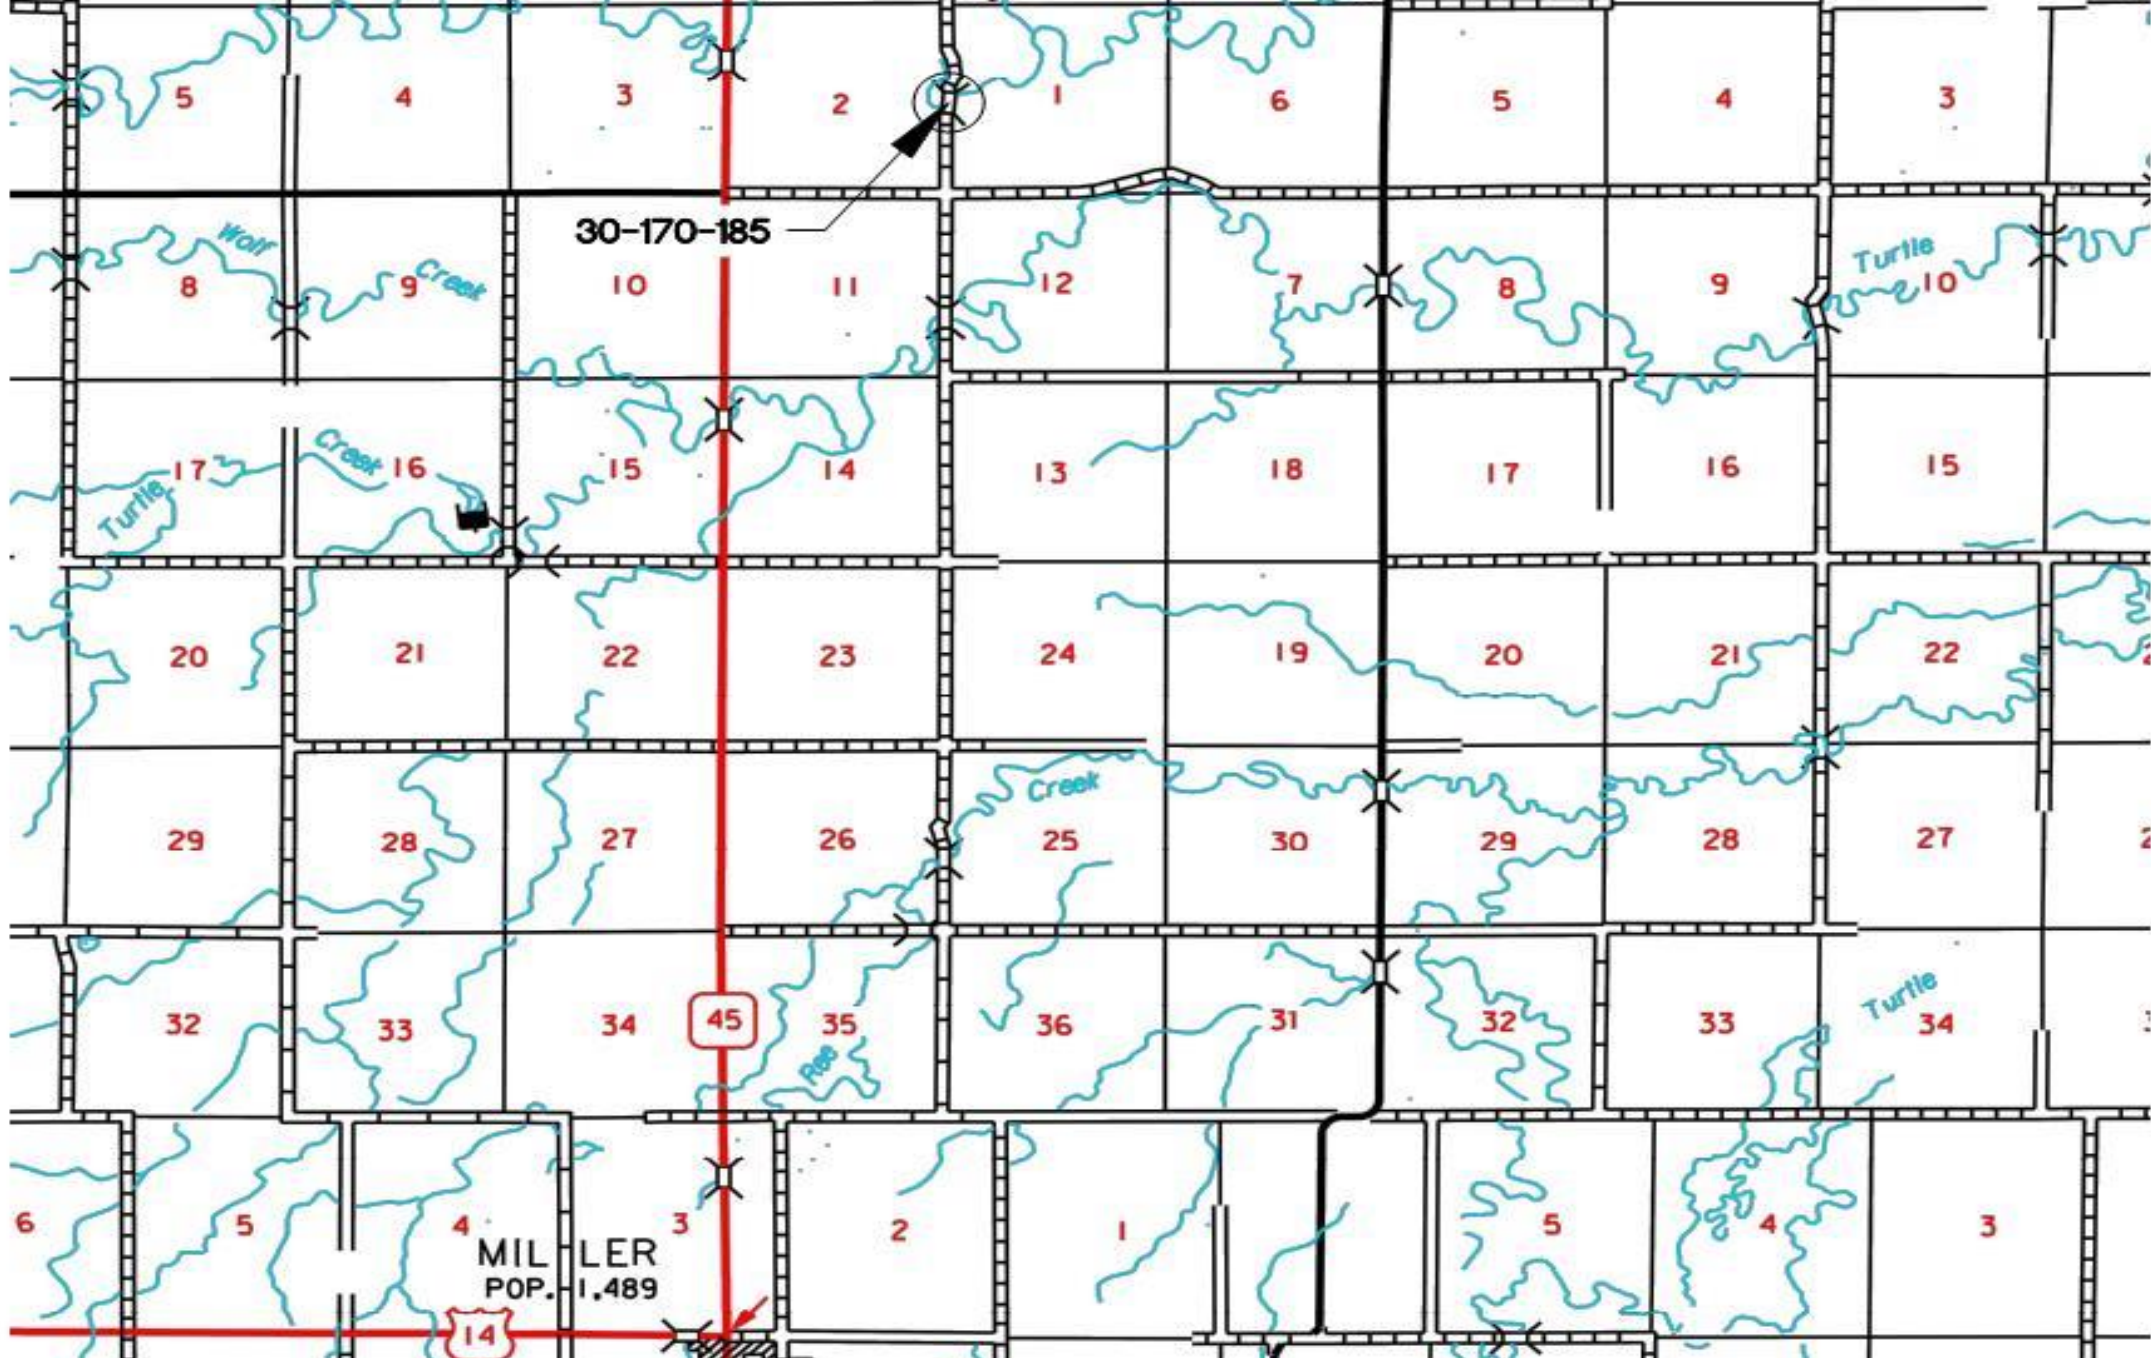 5 4 3 2 1 6 5 4 3
30-170-185
Wolf Creek
Turtle
8 9 10 11 12 7 8 9 10
Creek
Turtle
17 16 15 14 13 18 17 16 15
20 21 22 23 24 19 20 21 22
Creek
29 28 27 26 25 30 29 28 27
Turtle
32 33 34 45 35 36 31 32 33 34
Ree
6 5 4 3 2 1 5 4 3
MILLER
POP. 1.489
14